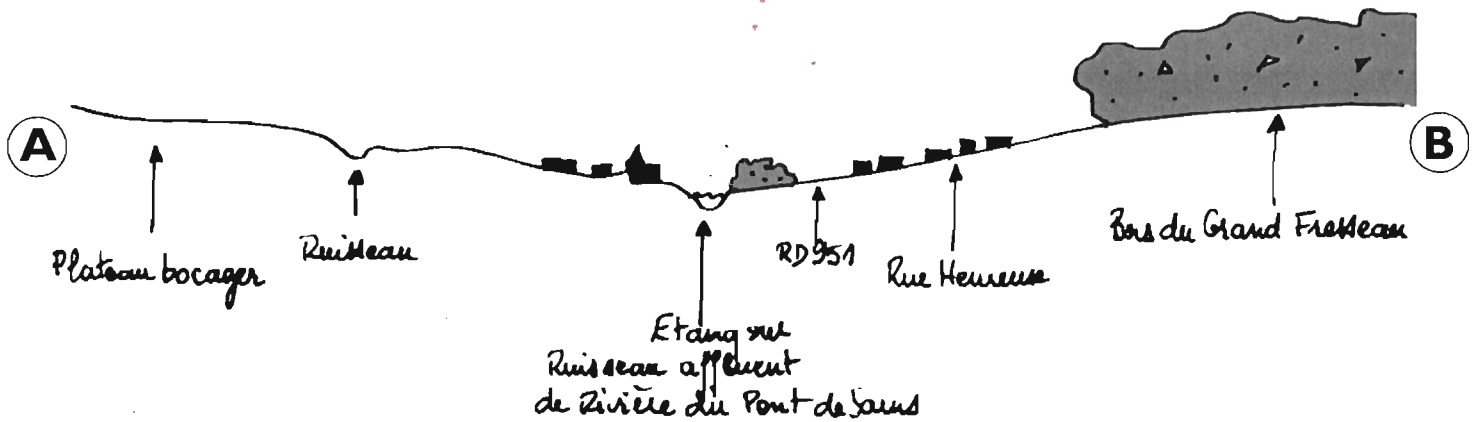 A
B
Plateau bocager
Ruisseau
RD951
Rue Heureuse
Bois du Grand Fresseau
Etang sur
Ruisseau affluent
de Rivière du Pont de Sains